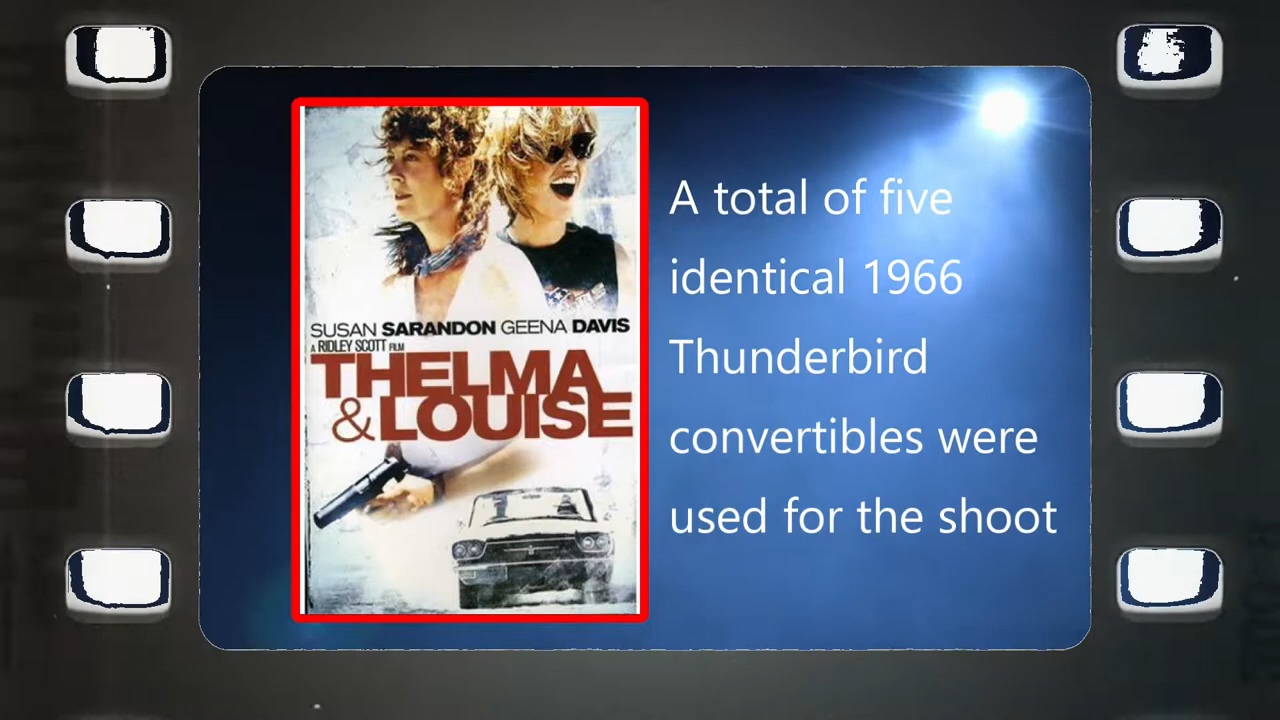 SUSAN SARANDON GEENA DAVIS
A RIDLEY SCOTT FILM
THELMA
& LOUISE
A total of five
identical 1966
Thunderbird
convertibles were
used for the shoot